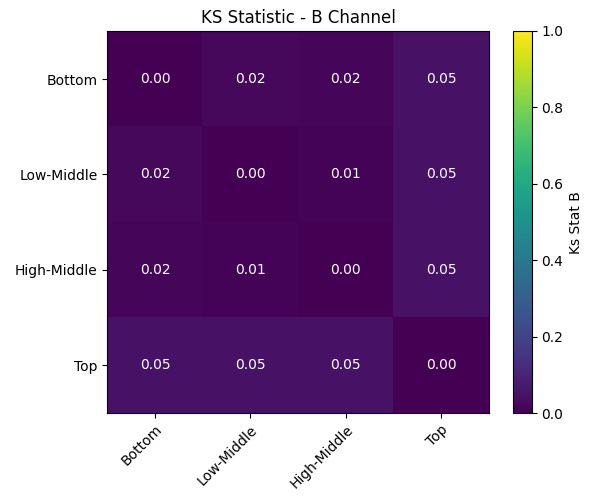 KS Statistic - B Channel
Bottom 0.00 0.02 0.02 0.05
Low-Middle 0.02 0.00 0.01 0.05
High-Middle 0.02 0.01 0.00 0.05
Top 0.05 0.05 0.05 0.00
Bottom Low-Middle High-Middle Top
1.0
0.8
0.6
0.4
0.2
0.0
Ks Stat B